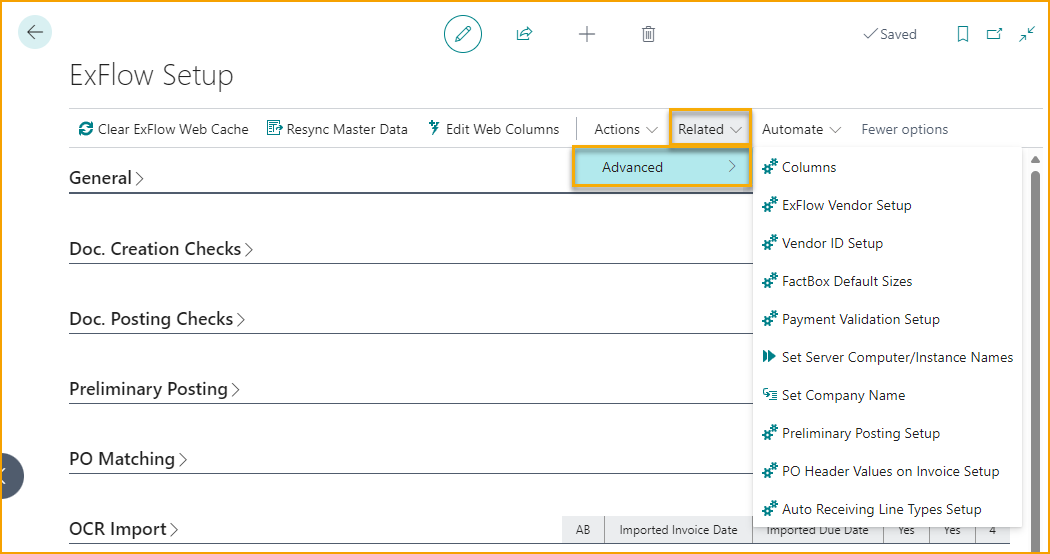 Saved
ExFlow Setup
Clear ExFlow Web Cache Resync Master Data Edit Web Columns Actions Related Automate Fewer options
Advanced
Columns
ExFlow Vendor Setup
Vendor ID Setup
FactBox Default Sizes
Payment Validation Setup
Set Server Computer/Instance Names
Set Company Name
Preliminary Posting Setup
PO Header Values on Invoice Setup
Auto Receiving Line Types Setup
General
Doc. Creation Checks
Doc. Posting Checks
Preliminary Posting
PO Matching
OCR Import AB Imported Invoice Date Imported Due Date Yes Yes 4